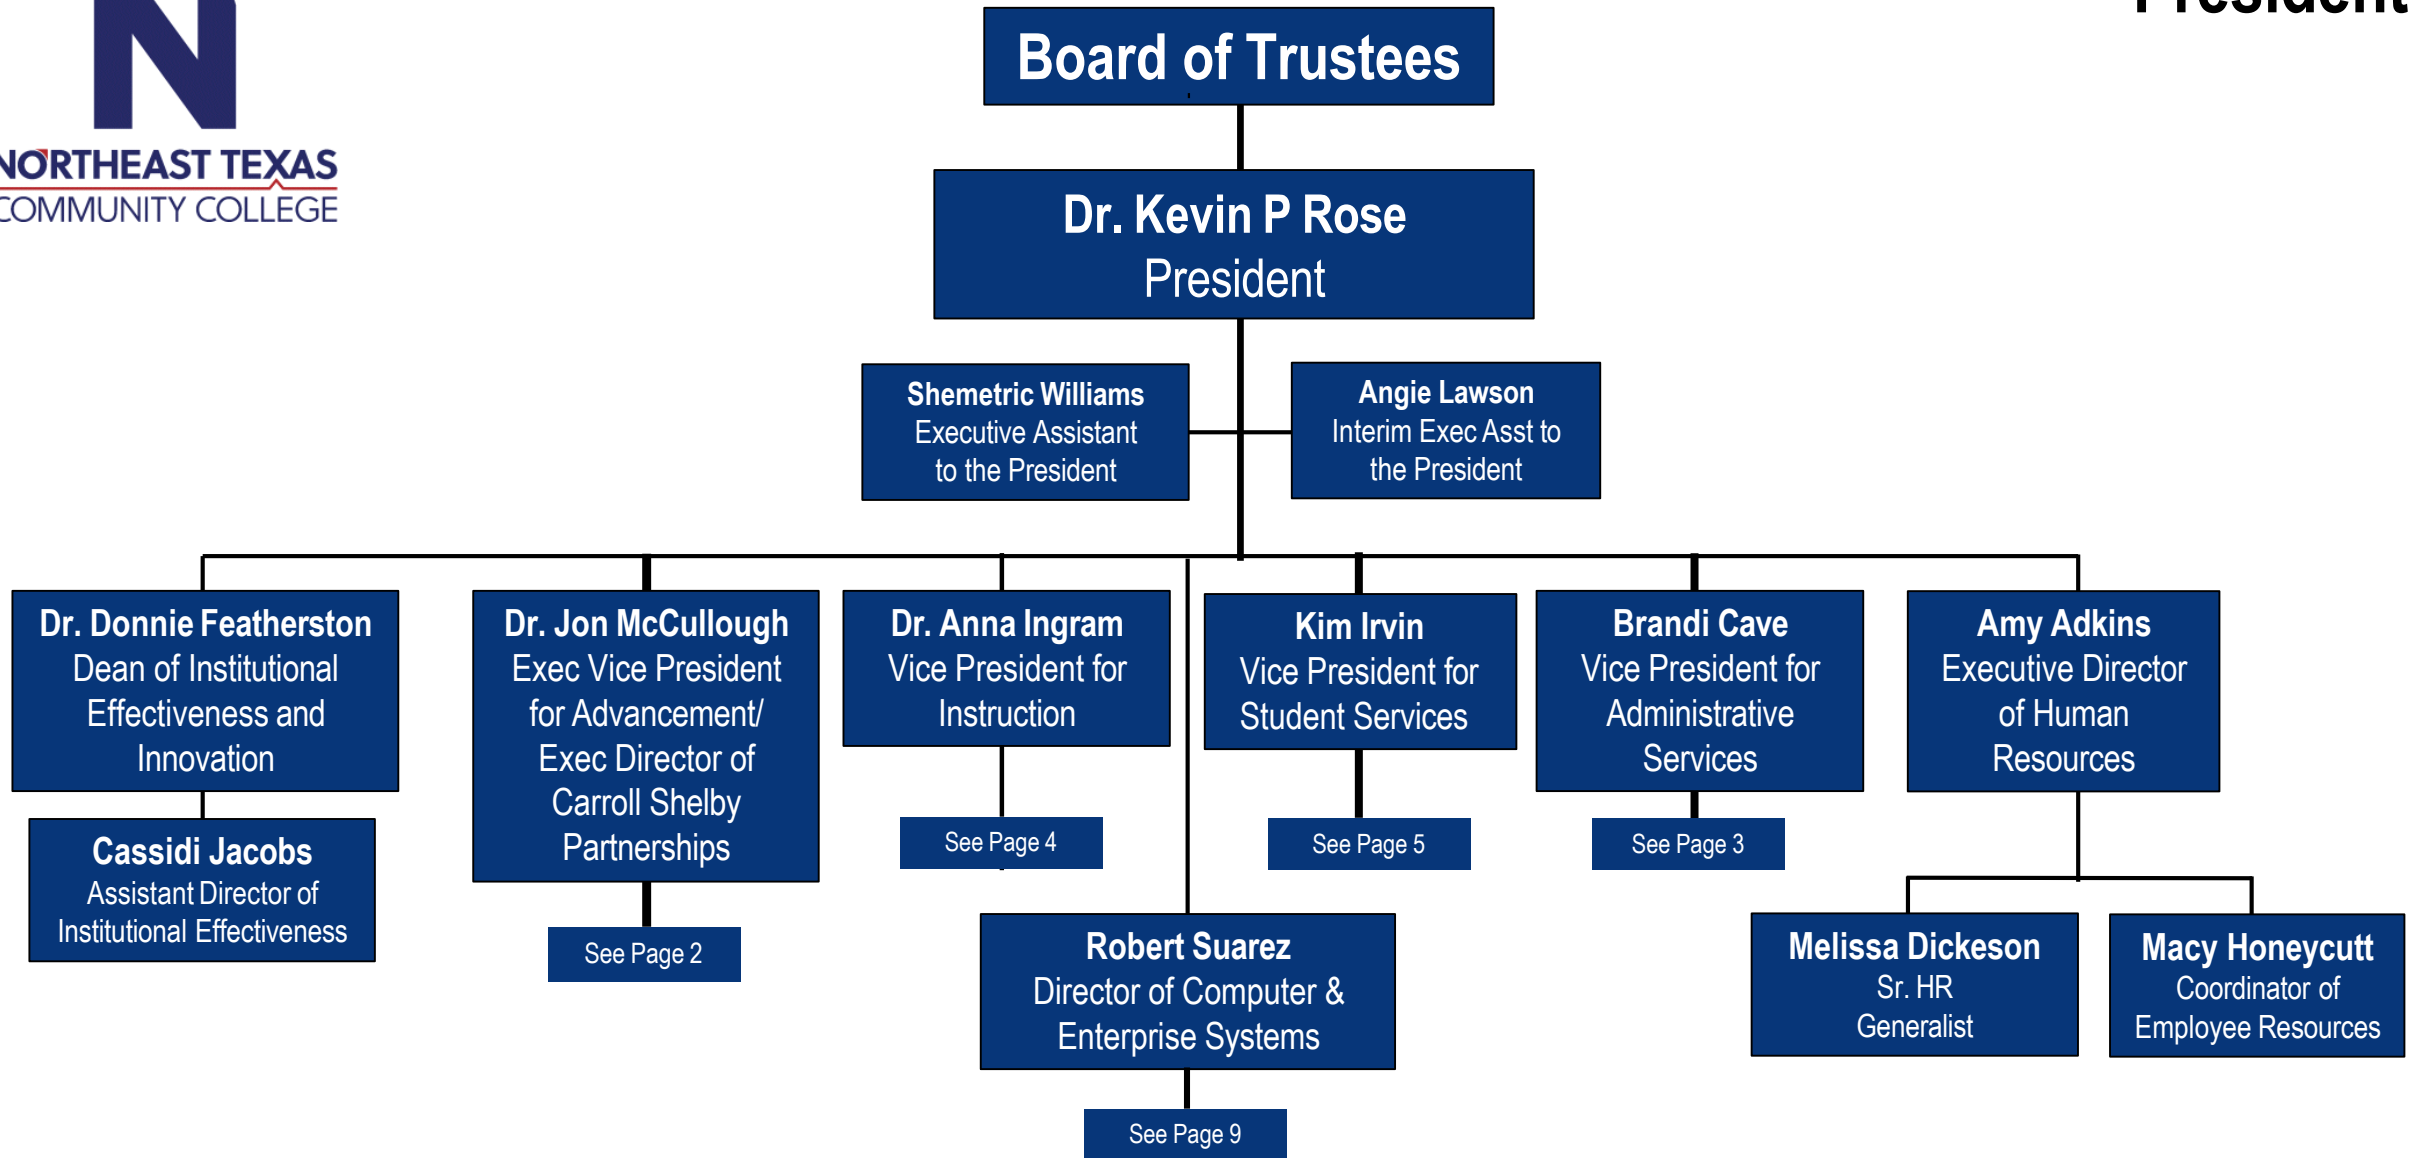 President
NORTHEAST TEXAS
COMMUNITY COLLEGE
Board of Trustees
Dr. Kevin P Rose
President
Shemetric Williams
Executive Assistant
to the President
Angie Lawson
Interim Exec Asst to
the President
Dr. Donnie Featherston
Dean of Institutional
Effectiveness and
Innovation
Dr. Jon McCullough
Exec Vice President
for Advancement/
Exec Director of
Carroll Shelby
Partnerships
Dr. Anna Ingram
Vice President for
Instruction
Kim Irvin
Vice President for
Student Services
Brandi Cave
Vice President for
Administrative
Services
Amy Adkins
Executive Director
of Human
Resources
Cassidi Jacobs
Assistant Director of
Institutional Effectiveness
See Page 2
See Page 4
See Page 5
See Page 3
Robert Suarez
Director of Computer &
Enterprise Systems
See Page 9
Melissa Dickeson
Sr. HR
Generalist
Macy Honeycutt
Coordinator of
Employee Resources